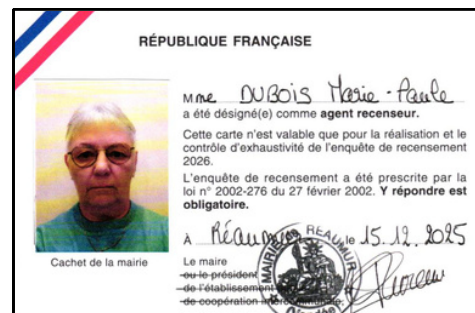 RÉPUBLIQUE FRANÇAISE
Mme DUBOIS Marie-Paule
a été désigné(e) comme agent recenseur.
Cette carte n'est valable que pour la réalisation et le
contrôle d'exhaustivité de l'enquête de recensement
2026.
L'enquête de recensement a été prescrite par la
loi n° 2002-276 du 27 février 2002. Y répondre est
obligatoire.
À Réaumur, le 15.12.2025
Cachet de la mairie
Le maire
ou le président
de l'établissement
de coopération intercommunale,
MAIRIE DE RÉAUMUR